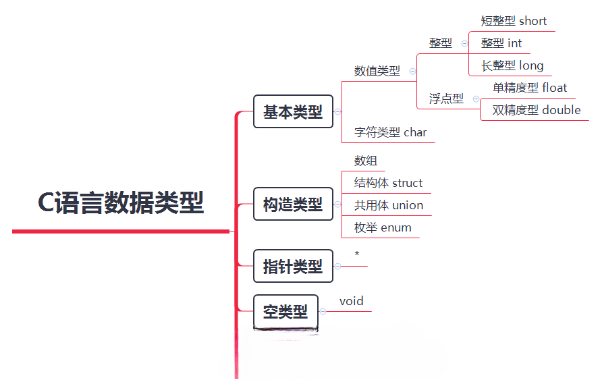 C语言数据类型
基本类型
数值类型
整型
短整型 short
整型 int
长整型 long
浮点型
单精度型 float
双精度型 double
字符类型 char
构造类型
数组
结构体 struct
共用体 union
枚举 enum
指针类型
*
空类型
void